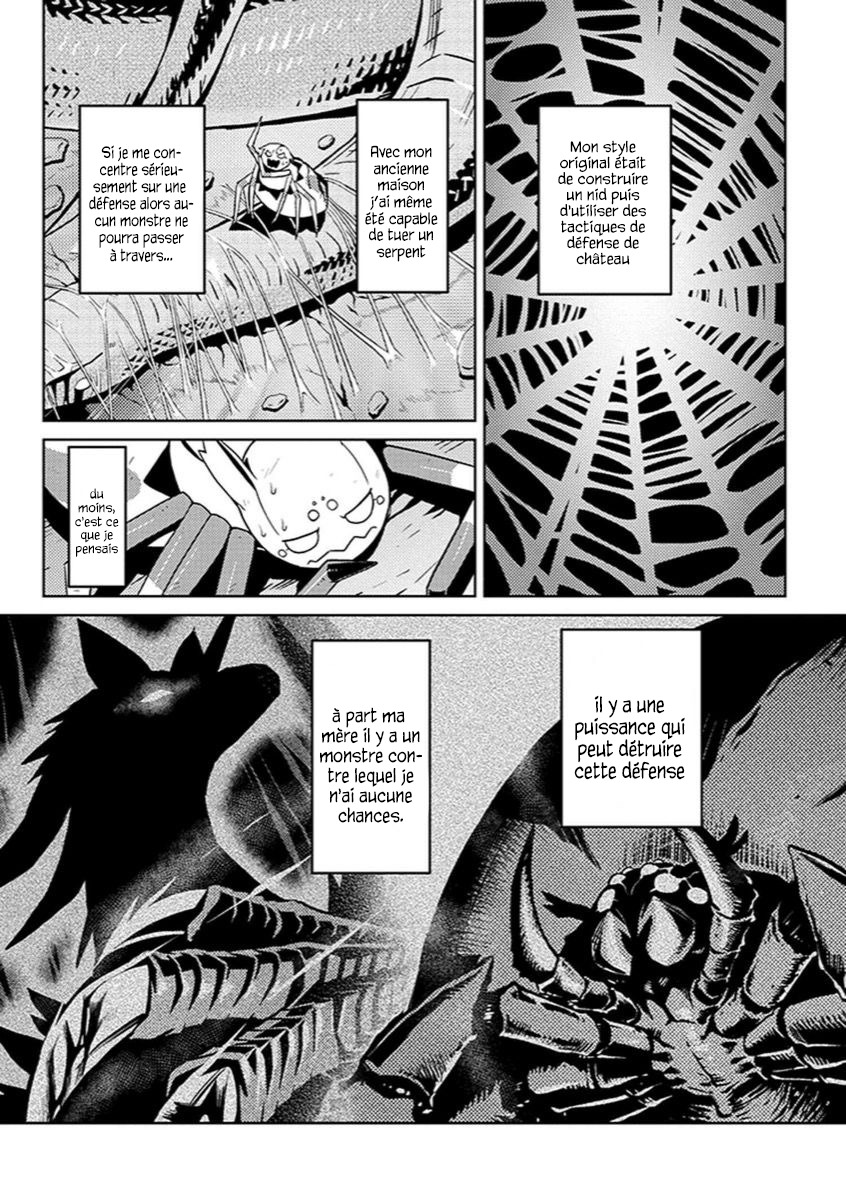 Mon style
original était
de construire
un nid puis
d'utiliser des
tactiques de
défense de
château
Avec mon
ancienne
maison
j'ai même
été capable
de tuer un
serpent
Si je me con-
centre sérieu-
sement sur une
défense alors au-
cun monstre ne
pourra passer
à travers...
du
moins,
c'est ce
que je
pensais
il y a une
puissance qui
peut détruire
cette défense
à part ma
mère il y a un
monstre con-
tre lequel je
n'ai aucune
chances.